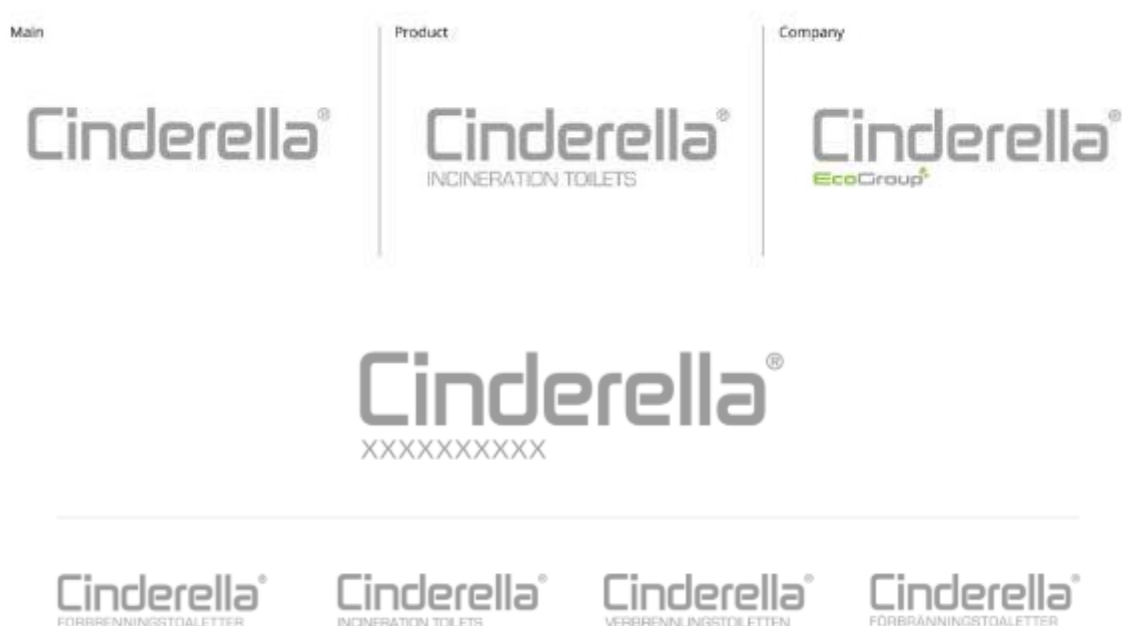 Main
Product
Company
Cinderella®
Cinderella®
INCINERATION TOILETS
Cinderella®
EcoGroup
Cinderella®
XXXXXXXXXX
Cinderella®
FORBRENNINGSTOALETTER
Cinderella®
INCINERATION TOILETS
Cinderella®
VERBRENNUNGSTOILETTEN
Cinderella®
FÖRBRÄNNINGSTOALETTER